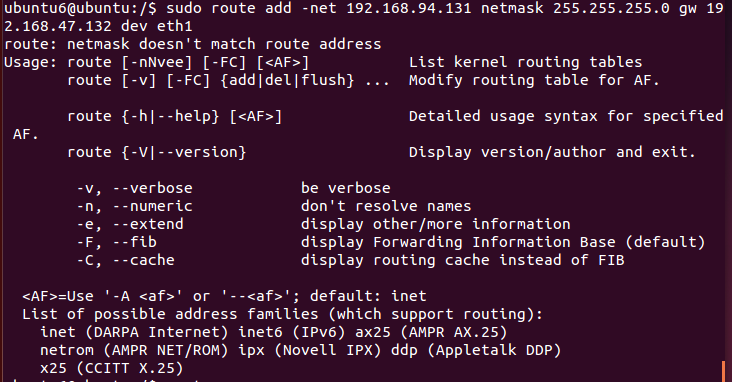 ubuntu6@ubuntu:/$ sudo route add -net 192.168.94.131 netmask 255.255.255.0 gw 19
2.168.47.132 dev eth1
route: netmask doesn't match route address
Usage: route [-nNvee] [-FC] [<AF>]           List kernel routing tables
       route [-v] [-FC] {add|del|flush} ...  Modify routing table for AF.
       route {-h|--help} [<AF>]              Detailed usage syntax for specified
 AF.
       route {-V|--version}                  Display version/author and exit.
        -v, --verbose            be verbose
        -n, --numeric            don't resolve names
        -e, --extend             display other/more information
        -F, --fib                display Forwarding Information Base (default)
        -C, --cache              display routing cache instead of FIB
  <AF>=Use '-A <af>' or '--<af>'; default: inet
  List of possible address families (which support routing):
    inet (DARPA Internet) inet6 (IPv6) ax25 (AMPR AX.25)
    netrom (AMPR NET/ROM) ipx (Novell IPX) ddp (Appletalk DDP)
    x25 (CCITT X.25)